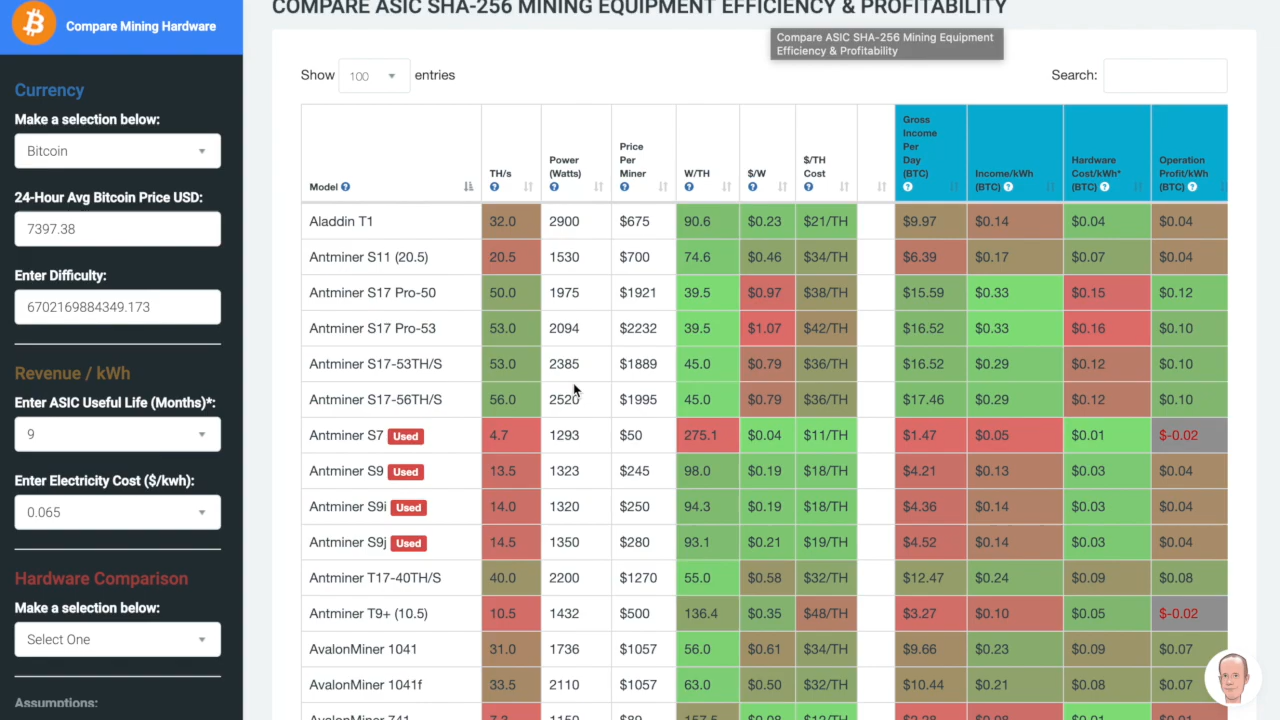 COMPARE ASIC SHA-256 MINING EQUIPMENT EFFICIENCY & PROFITABILITY
Compare Mining Hardware
Compare ASIC SHA-256 Mining Equipment
Efficiency & Profitability
Currency
Make a selection below:
Bitcoin
24-Hour Avg Bitcoin Price USD:
7397.38
Enter Difficulty:
6702169884349.173
Revenue / kWh
Enter ASIC Useful Life (Months)*:
9
Enter Electricity Cost ($/kwh):
0.065
Hardware Comparison
Make a selection below:
Select One
Assumptions:
Show 100 entries
Search:
Model
TH/s
Power
(Watts)
Price
Per
Miner
W/TH
$/W
$/TH
Cost
Gross
Income
Per
Day
(BTC)
Income/kWh
(BTC)
Hardware
Cost/kWh*
(BTC)
Operation
Profit/kWh
(BTC)
Aladdin T1 32.0 2900 $675 90.6 $0.23 $21/TH $9.97 $0.14 $0.04 $0.04
Antminer S11 (20.5) 20.5 1530 $700 74.6 $0.46 $34/TH $6.39 $0.17 $0.07 $0.04
Antminer S17 Pro-50 50.0 1975 $1921 39.5 $0.97 $38/TH $15.59 $0.33 $0.15 $0.12
Antminer S17 Pro-53 53.0 2094 $2232 39.5 $1.07 $42/TH $16.52 $0.33 $0.16 $0.10
Antminer S17-53TH/S 53.0 2385 $1889 45.0 $0.79 $36/TH $16.52 $0.29 $0.12 $0.10
Antminer S17-56TH/S 56.0 2520 $1995 45.0 $0.79 $36/TH $17.46 $0.29 $0.12 $0.10
Antminer S7 Used 4.7 1293 $50 275.1 $0.04 $11/TH $1.47 $0.05 $0.01 $-0.02
Antminer S9 Used 13.5 1323 $245 98.0 $0.19 $18/TH $4.21 $0.13 $0.03 $0.04
Antminer S9i Used 14.0 1320 $250 94.3 $0.19 $18/TH $4.36 $0.14 $0.03 $0.04
Antminer S9j Used 14.5 1350 $280 93.1 $0.21 $19/TH $4.52 $0.14 $0.03 $0.04
Antminer T17-40TH/S 40.0 2200 $1270 55.0 $0.58 $32/TH $12.47 $0.24 $0.09 $0.08
Antminer T9+ (10.5) 10.5 1432 $500 136.4 $0.35 $48/TH $3.27 $0.10 $0.05 $-0.02
AvalonMiner 1041 31.0 1736 $1057 56.0 $0.61 $34/TH $9.66 $0.23 $0.09 $0.07
AvalonMiner 1041f 33.5 2110 $1057 63.0 $0.50 $32/TH $10.44 $0.21 $0.08 $0.07
AvalonMiner 741 7.3 1150 $89 157.5 $0.08 $12/TH $2.28 $0.08 $0.01 $0.01